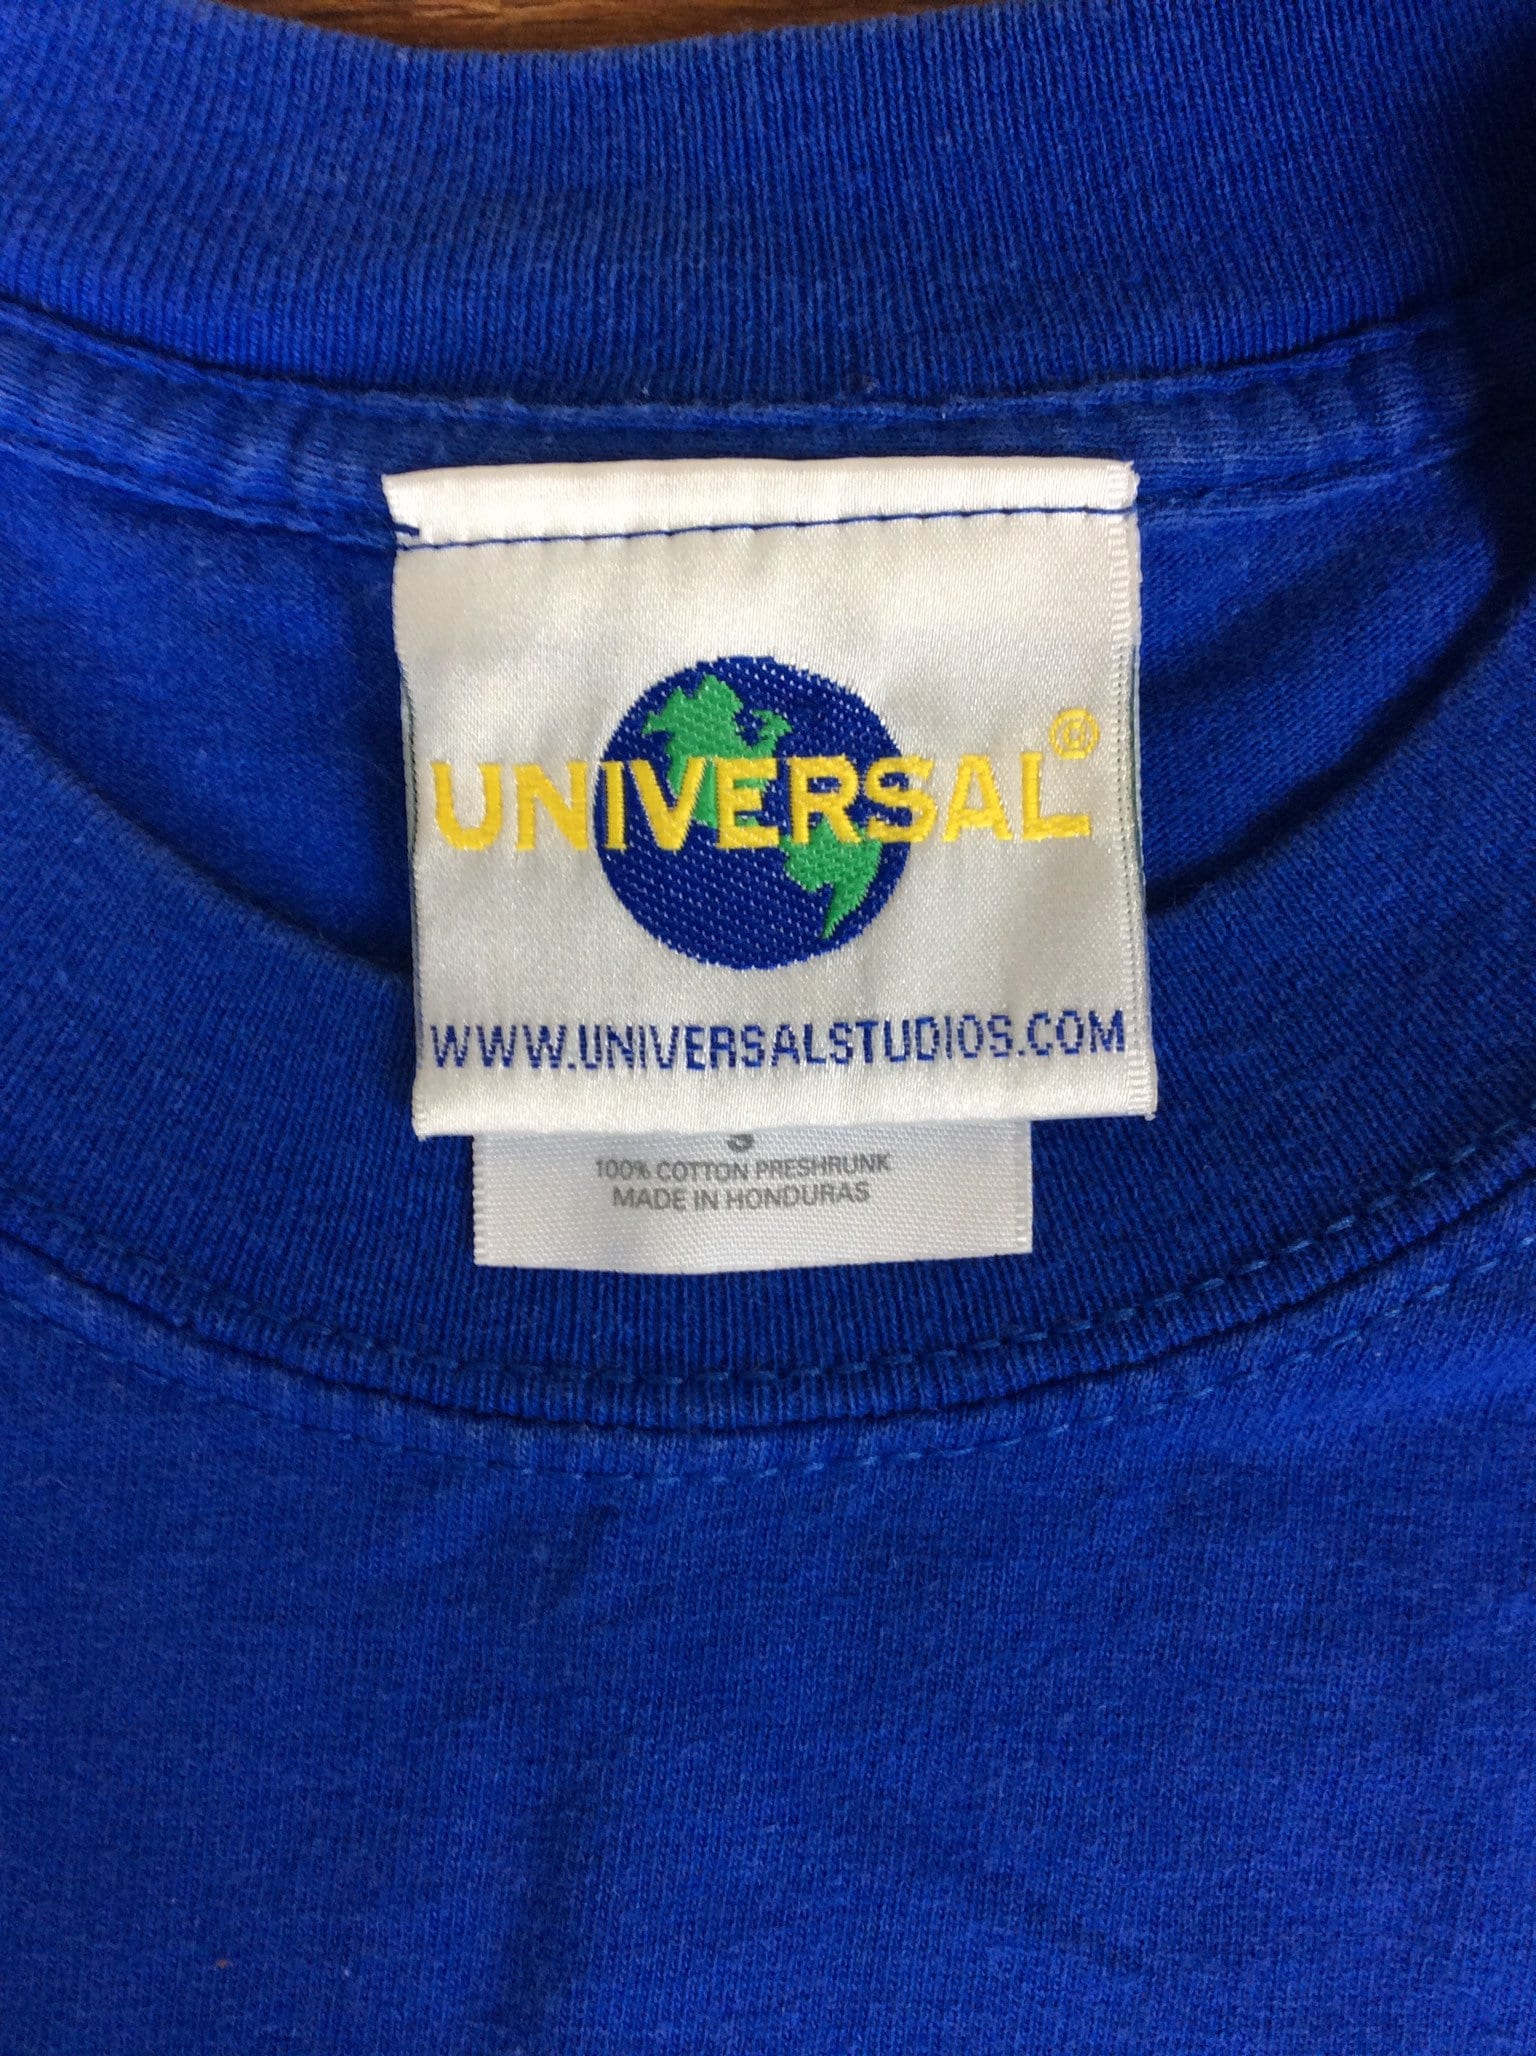 UNIVERSAL®
WWW.UNIVERSALSTUDIOS.COM
S
100% COTTON PRESHRUNK
MADE IN HONDURAS